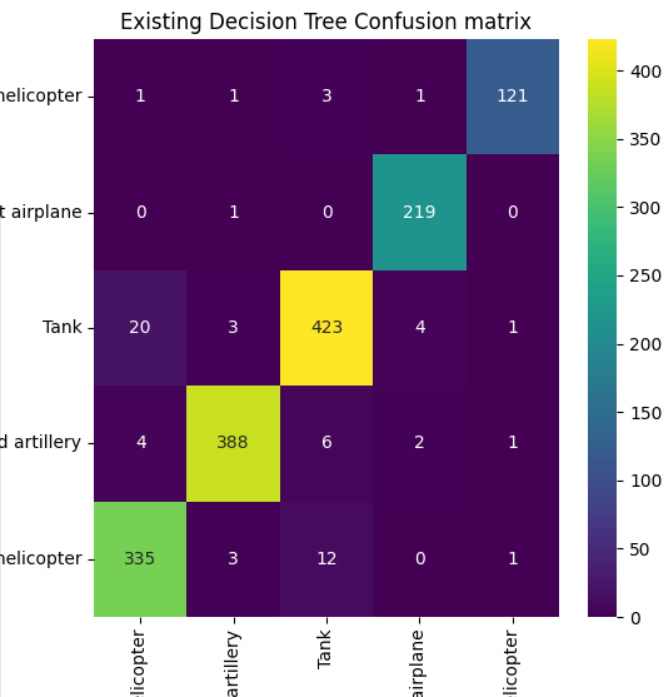 Existing Decision Tree Confusion matrix
helicopter 1 1 3 1 121
t airplane 0 1 0 219 0
Tank 20 3 423 4 1
d artillery 4 388 6 2 1
helicopter 335 3 12 0 1
elicopter
artillery
Tank
airplane
elicopter
400
350
300
250
200
150
100
50
0